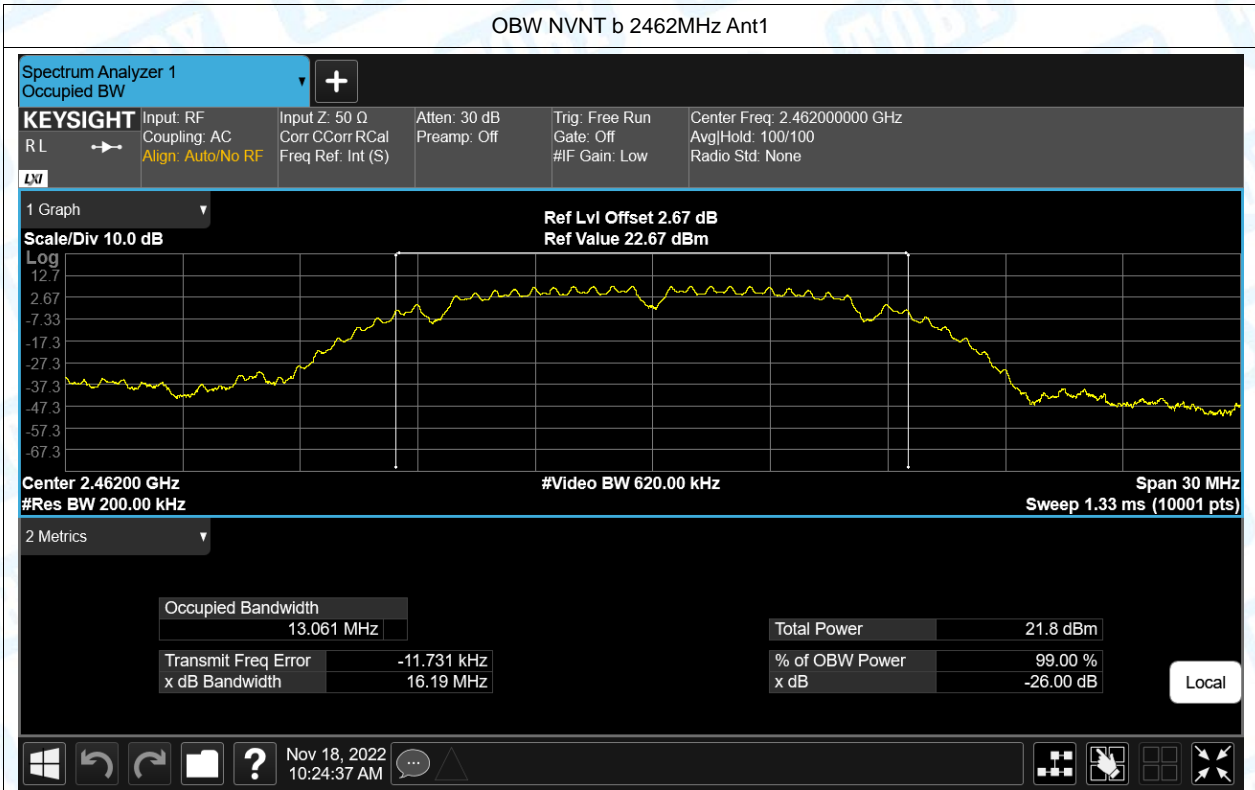 OBW NVNT b 2462MHz Ant1
Spectrum Analyzer 1
Occupied BW
KEYSIGHT
R L
LXI
Input: RF
Coupling: AC
Align: Auto/No RF
Input Z: 50 Ω
Corr CCorr RCal
Freq Ref: Int (S)
Atten: 30 dB
Preamp: Off
Trig: Free Run
Gate: Off
#IF Gain: Low
Center Freq: 2.462000000 GHz
Avg|Hold: 100/100
Radio Std: None
1 Graph
Scale/Div 10.0 dB
Ref Lvl Offset 2.67 dB
Ref Value 22.67 dBm
Log
12.7
2.67
-7.33
-17.3
-27.3
-37.3
-47.3
-57.3
-67.3
Center 2.46200 GHz
#Video BW 620.00 kHz
Span 30 MHz
#Res BW 200.00 kHz
Sweep 1.33 ms (10001 pts)
2 Metrics
Occupied Bandwidth
13.061 MHz
Total Power 21.8 dBm
Transmit Freq Error -11.731 kHz
% of OBW Power 99.00 %
x dB Bandwidth 16.19 MHz
x dB -26.00 dB
Local
?
Nov 18, 2022
10:24:37 AM